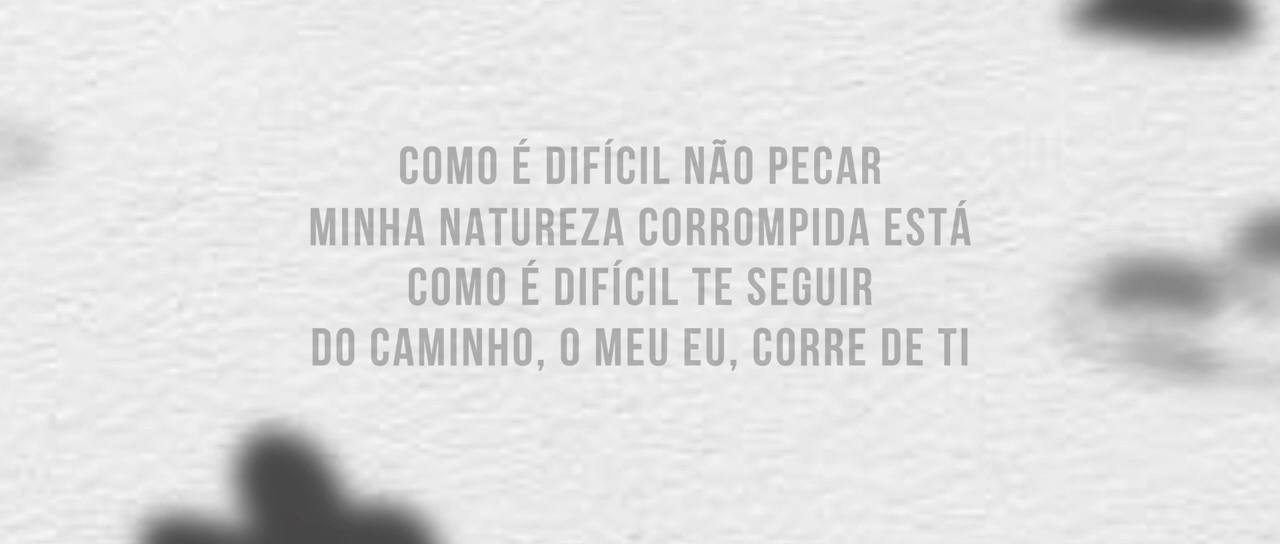 COMO É DIFÍCIL NÃO PECAR
MINHA NATUREZA CORROMPIDA ESTÁ
COMO É DIFÍCIL TE SEGUIR
DO CAMINHO, O MEU EU, CORRE DE TI